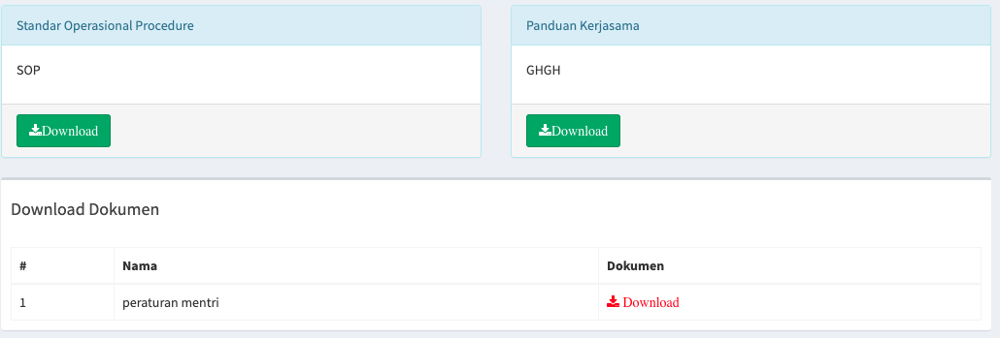 Standar Operasional Procedure
SOP
Download
Panduan Kerjasama
GHGH
Download
Download Dokumen
# Nama Dokumen
1 peraturan mentri Download